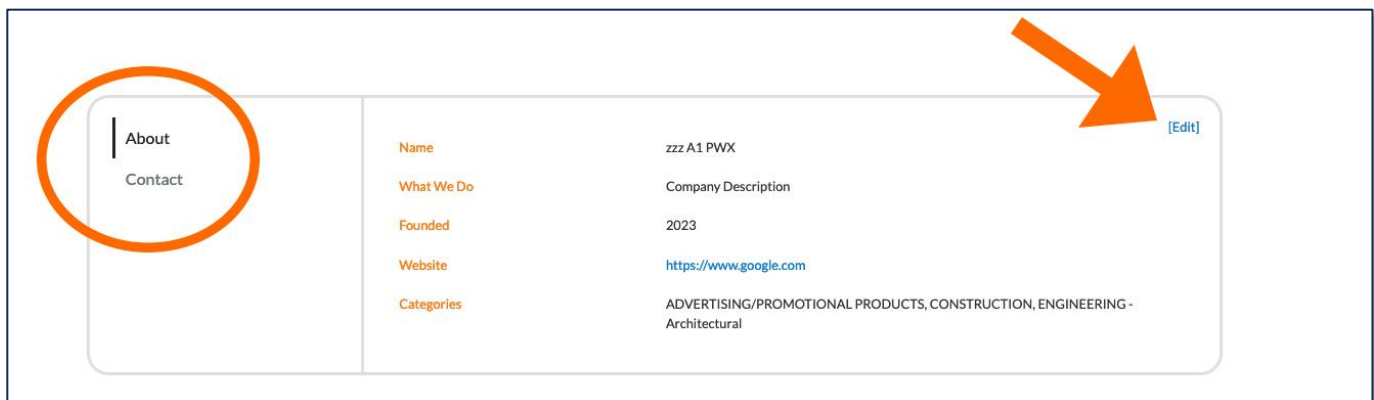 About
Contact
[Edit]
Name zzz A1 PWX
What We Do Company Description
Founded 2023
Website https://www.google.com
Categories ADVERTISING/PROMOTIONAL PRODUCTS, CONSTRUCTION, ENGINEERING -
Architectural